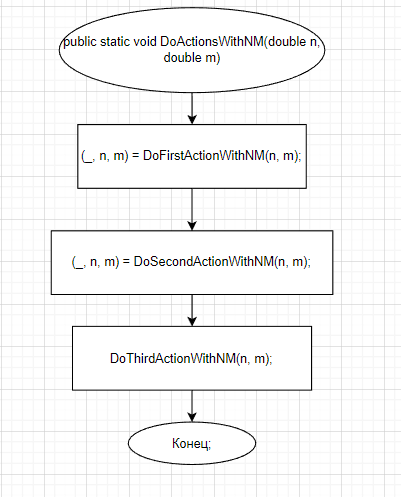 public static void DoActionsWithNM(double n,
double m)
(_, n, m) = DoFirstActionWithNM(n, m);
(_, n, m) = DoSecondActionWithNM(n, m);
DoThirdActionWithNM(n, m);
Конец;